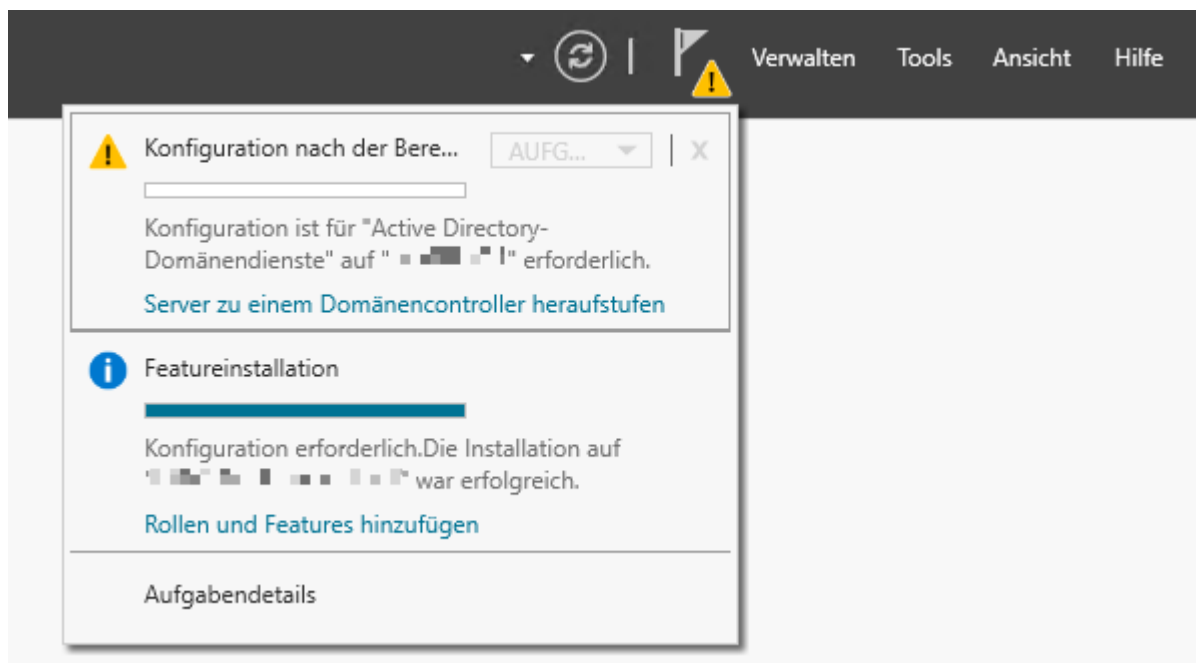 Verwalten Tools Ansicht Hilfe
Konfiguration nach der Bere... AUFG... X
Konfiguration ist für "Active Directory-
Domänendienste" auf " " erforderlich.
Server zu einem Domänencontroller heraufstufen
Featureinstallation
Konfiguration erforderlich.Die Installation auf
" " war erfolgreich.
Rollen und Features hinzufügen
Aufgabendetails